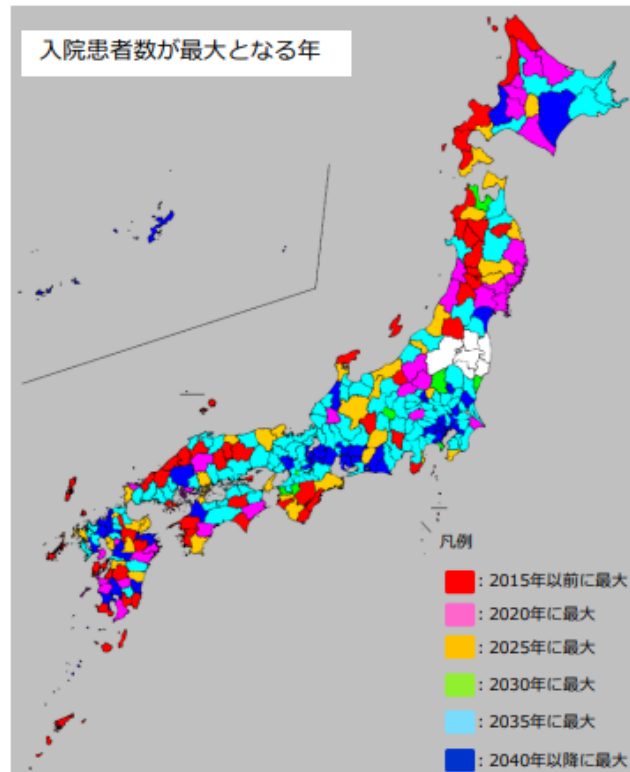 入院患者数が最大となる年
凡例
: 2015年以前に最大
: 2020年に最大
: 2025年に最大
: 2030年に最大
: 2035年に最大
: 2040年以降に最大